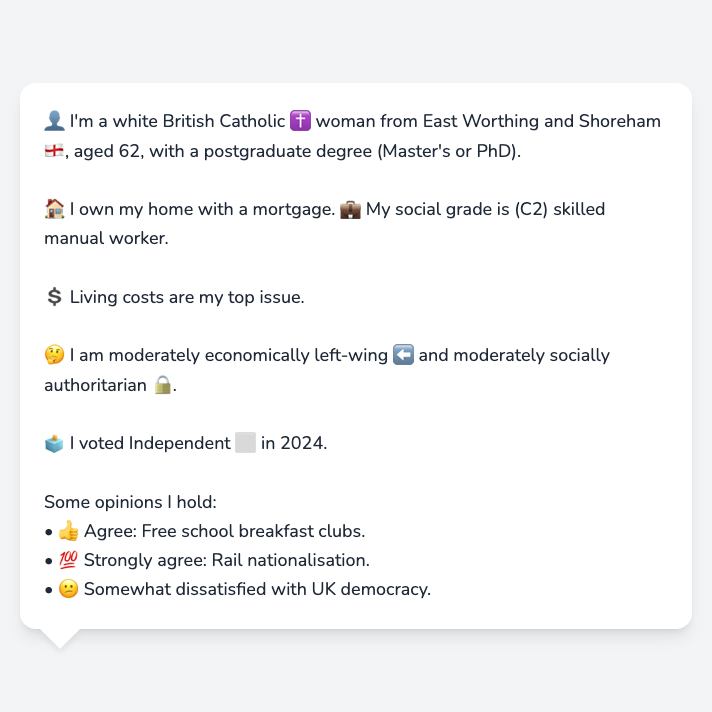 👤 I'm a white British Catholic ✝️ woman from East Worthing and Shoreham
🏴󠁧󠁢󠁥󠁮󠁧󠁿, aged 62, with a postgraduate degree (Master's or PhD).
🏠 I own my home with a mortgage. 💼 My social grade is (C2) skilled
manual worker.
💲 Living costs are my top issue.
🤔 I am moderately economically left-wing ⬅️ and moderately socially
authoritarian 🔒.
🗳️ I voted Independent ⬜ in 2024.
Some opinions I hold:
• 👍 Agree: Free school breakfast clubs.
• 💯 Strongly agree: Rail nationalisation.
• 😕 Somewhat dissatisfied with UK democracy.